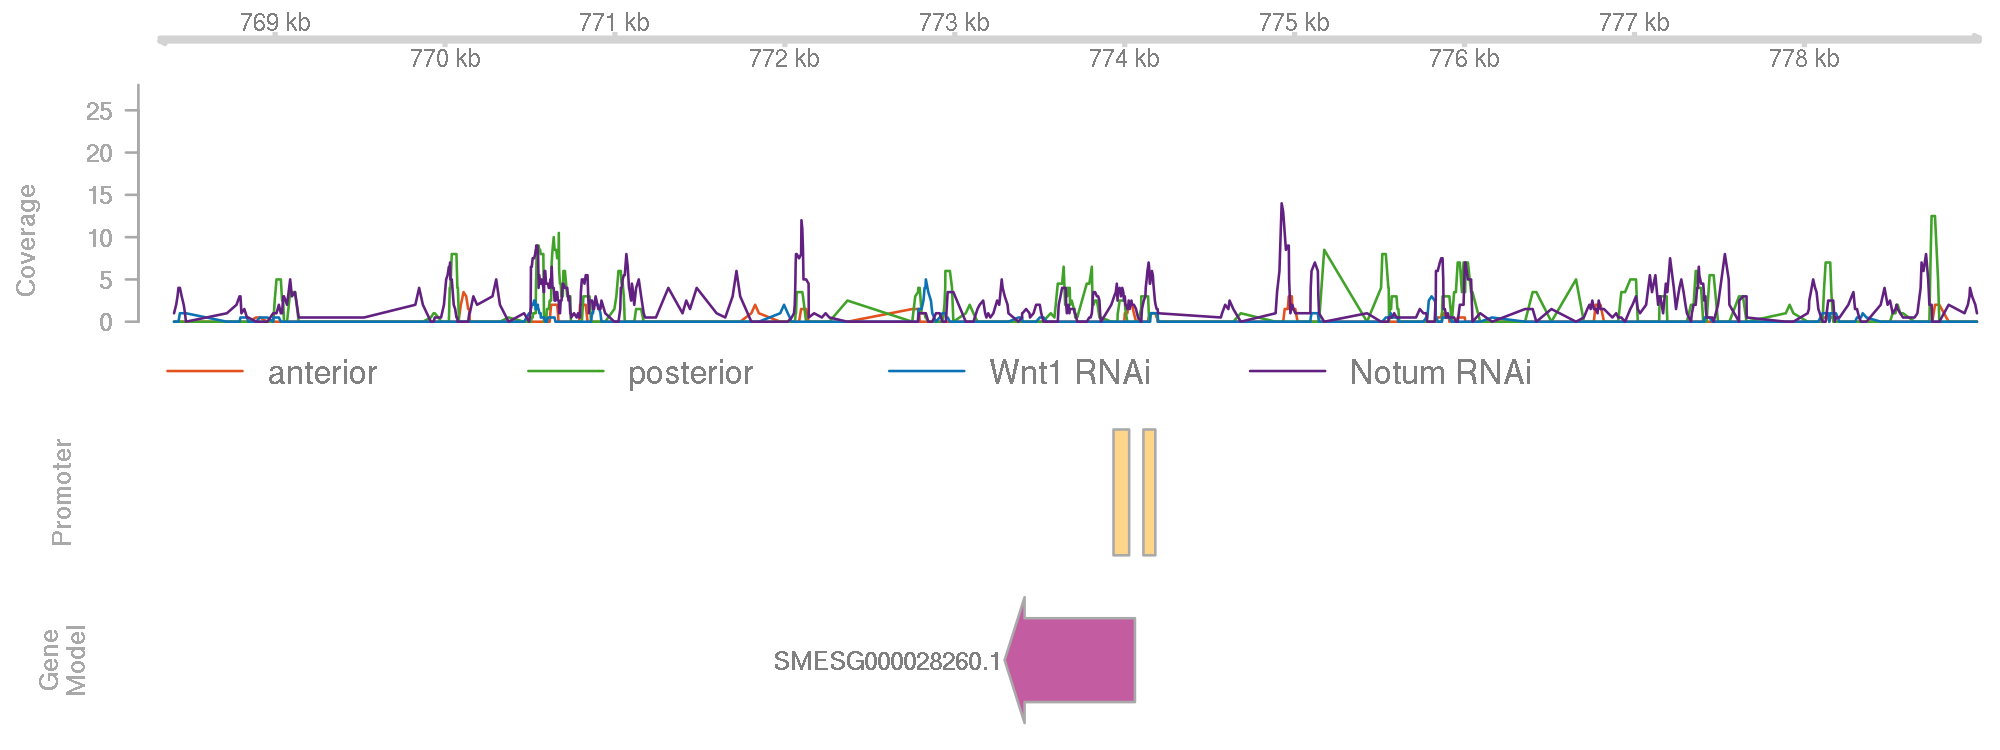 769 kb 771 kb 773 kb 775 kb 777 kb
770 kb 772 kb 774 kb 776 kb 778 kb
Coverage
25
20
15
10
5
0
anterior posterior Wnt1 RNAi Notum RNAi
Promoter
Gene
Model
SMESG000028260.1